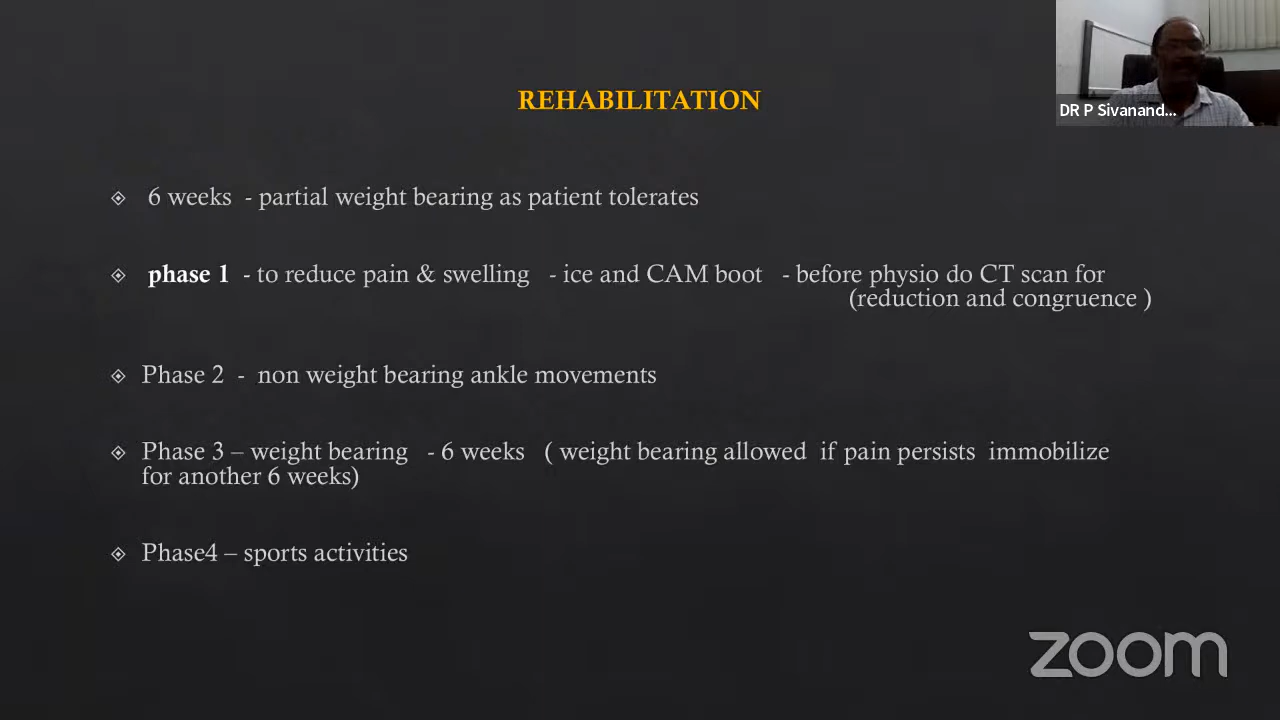 DR P Sivanand...
REHABILITATION
6 weeks - partial weight bearing as patient tolerates
phase 1 - to reduce pain & swelling - ice and CAM boot - before physio do CT scan for
(reduction and congruence )
Phase 2 - non weight bearing ankle movements
Phase 3 – weight bearing - 6 weeks ( weight bearing allowed if pain persists immobilize
for another 6 weeks)
Phase4 – sports activities
zoom